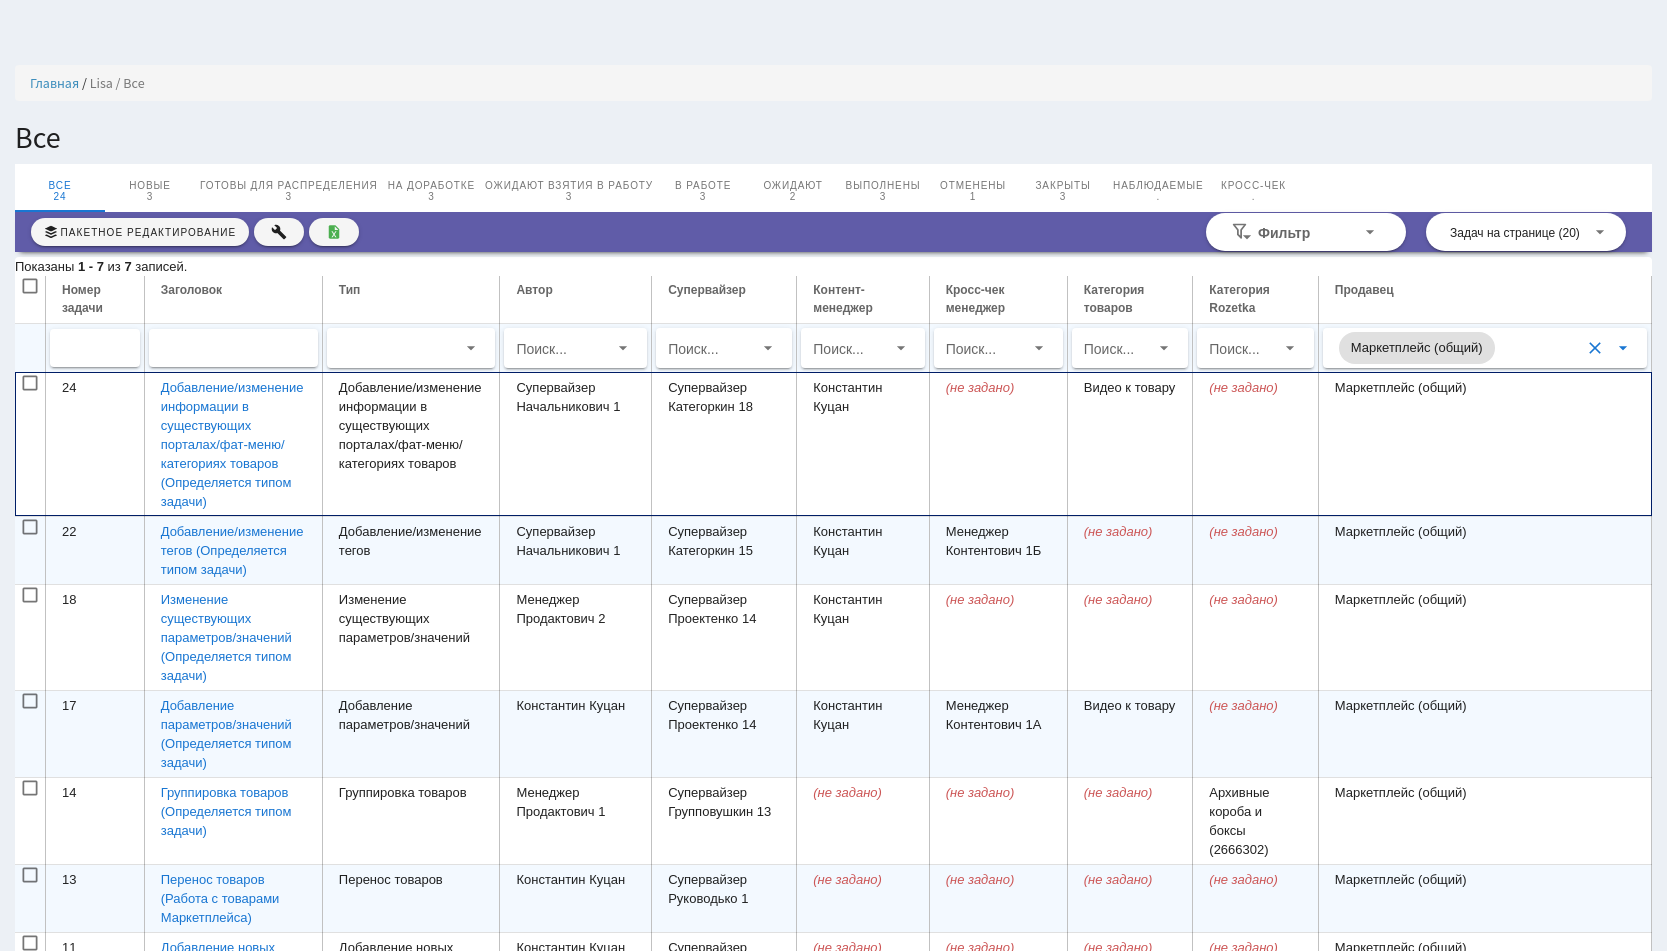 Главная / Lisa / Все
Все
ВСЕ НОВЫЕ ГОТОВЫ ДЛЯ РАСПРЕДЕЛЕНИЯ НА ДОРАБОТКЕ ОЖИДАЮТ ВЗЯТИЯ В РАБОТУ В РАБОТЕ ОЖИДАЮТ ВЫПОЛНЕНЫ ОТМЕНЕНЫ ЗАКРЫТЫ НАБЛЮДАЕМЫЕ КРОСС-ЧЕК
24 3 3 3 3 3 2 3 1 3 . .
ПАКЕТНОЕ РЕДАКТИРОВАНИЕ Фильтр Задач на странице (20)
Показаны 1 - 7 из 7 записей.
Номер Заголовок Тип Автор Супервайзер Контент- Кросс-чек Категория Категория Продавец
задачи менеджер менеджер товаров Rozetka
Поиск... Поиск... Поиск... Поиск... Поиск... Поиск... Маркетплейс (общий)
24 Добавление/изменение Добавление/изменение Супервайзер Супервайзер Константин (не задано) Видео к товару (не задано) Маркетплейс (общий)
информации в информации в Начальникович 1 Категоркин 18 Куцан
существующих существующих
порталах/фат-меню/ порталах/фат-меню/
категориях товаров категориях товаров
(Определяется типом
задачи)
22 Добавление/изменение Добавление/изменение Супервайзер Супервайзер Константин Менеджер (не задано) (не задано) Маркетплейс (общий)
тегов (Определяется тегов Начальникович 1 Категоркин 15 Куцан Контентович 1Б
типом задачи)
18 Изменение Изменение Менеджер Супервайзер Константин (не задано) (не задано) (не задано) Маркетплейс (общий)
существующих существующих Продактович 2 Проектенко 14 Куцан
параметров/значений параметров/значений
(Определяется типом
задачи)
17 Добавление Добавление Константин Куцан Супервайзер Константин Менеджер Видео к товару (не задано) Маркетплейс (общий)
параметров/значений параметров/значений Проектенко 14 Куцан Контентович 1А
(Определяется типом
задачи)
14 Группировка товаров Группировка товаров Менеджер Супервайзер (не задано) (не задано) (не задано) Архивные Маркетплейс (общий)
(Определяется типом Продактович 1 Групповушкин 13 короба и
задачи) боксы
(2666302)
13 Перенос товаров Перенос товаров Константин Куцан Супервайзер (не задано) (не задано) (не задано) (не задано) Маркетплейс (общий)
(Работа с товарами Руководько 1
Маркетплейса)
11 Добавление новых Добавление новых Константин Куцан Супервайзер (не задано) (не задано) (не задано) (не задано) Маркетплейс (общий)